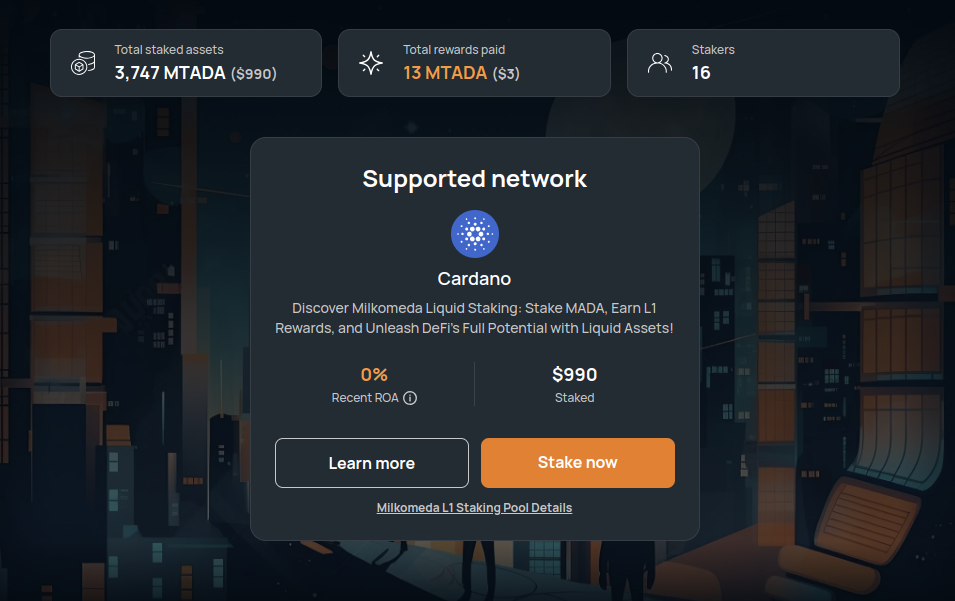 Total staked assets
3,747 MTADA ($990)
Total rewards paid
13 MTADA ($3)
Stakers
16
Supported network
Cardano
Discover Milkomeda Liquid Staking: Stake MADA, Earn L1
Rewards, and Unleash DeFi's Full Potential with Liquid Assets!
0%
Recent ROA
$990
Staked
Learn more
Stake now
Milkomeda L1 Staking Pool Details